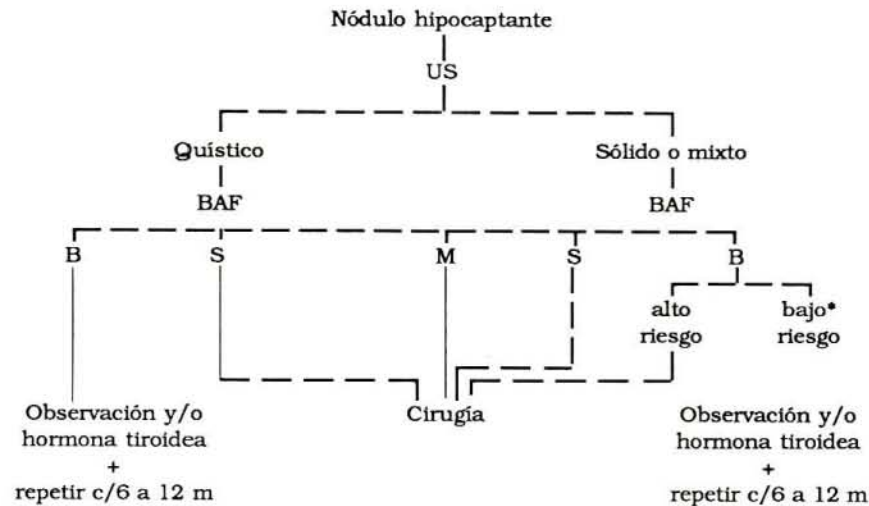 Nódulo hipocaptante
US
Quístico Sólido o mixto
BAF BAF
B S M S B
alto bajo*
riesgo riesgo
Observación y/o Cirugía Observación y/o
hormona tiroidea hormona tiroidea
+ +
repetir c/6 a 12 m repetir c/6 a 12 m